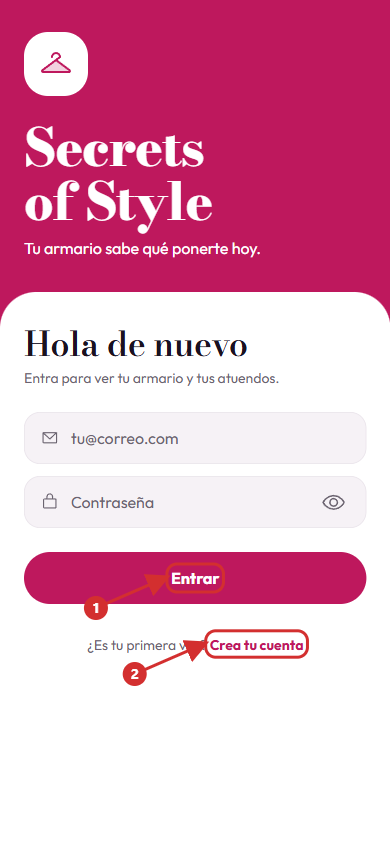 Secrets
of Style
Tu armario sabe qué ponerte hoy.
Hola de nuevo
Entra para ver tu armario y tus atuendos.
tu@correo.com
Contraseña
Entrar
1
¿Es tu primera Crea tu cuenta
2